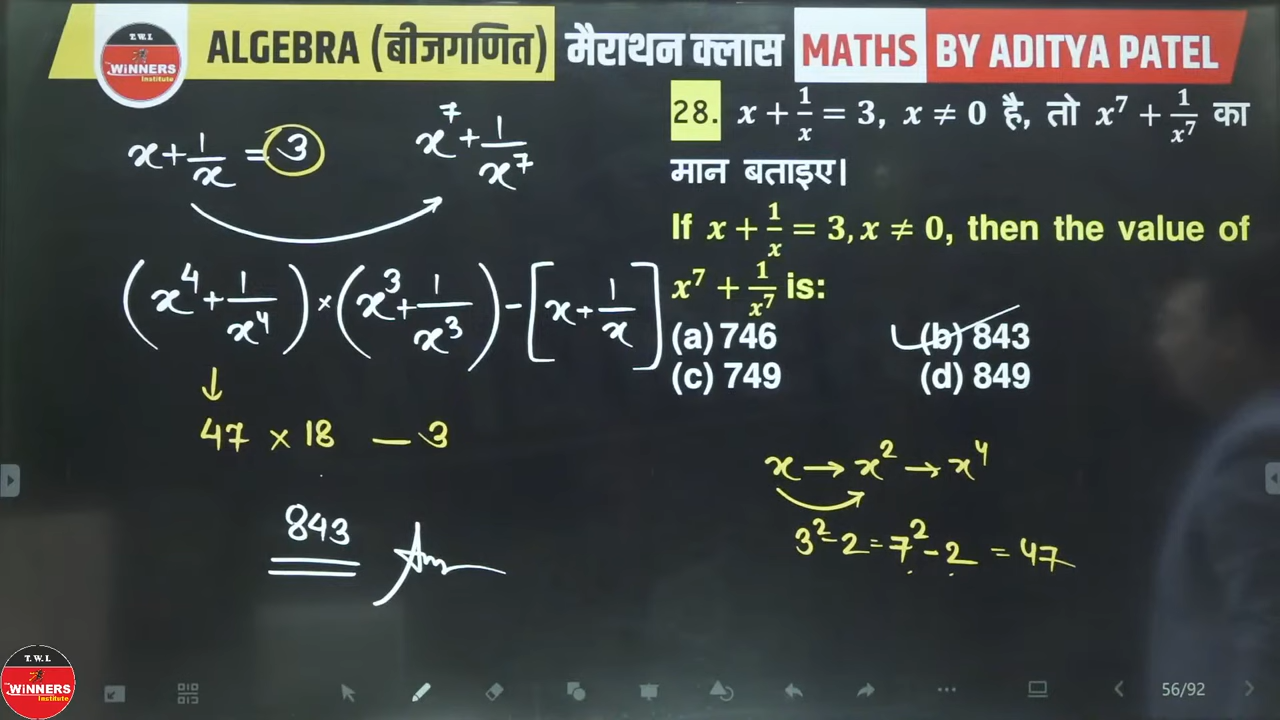 T.W.I.
WiNNERS
Institute
ALGEBRA (बीजगणित) मैराथन क्लास MATHS BY ADITYA PATEL
x + 1/x = 3
x⁷ + 1/x⁷
(x⁴ + 1/x⁴) × (x³ + 1/x³) - [x + 1/x]
47 × 18 - 3
843 Ans
28. x + 1/x = 3, x ≠ 0 है, तो x⁷ + 1/x⁷ का
मान बताइए।
If x + 1/x = 3, x ≠ 0, then the value of
x⁷ + 1/x⁷ is:
(a) 746 (b) 843
(c) 749 (d) 849
x → x² → x⁴
3² - 2 = 7² - 2 = 47
T.W.I.
WiNNERS
Institute
56/92